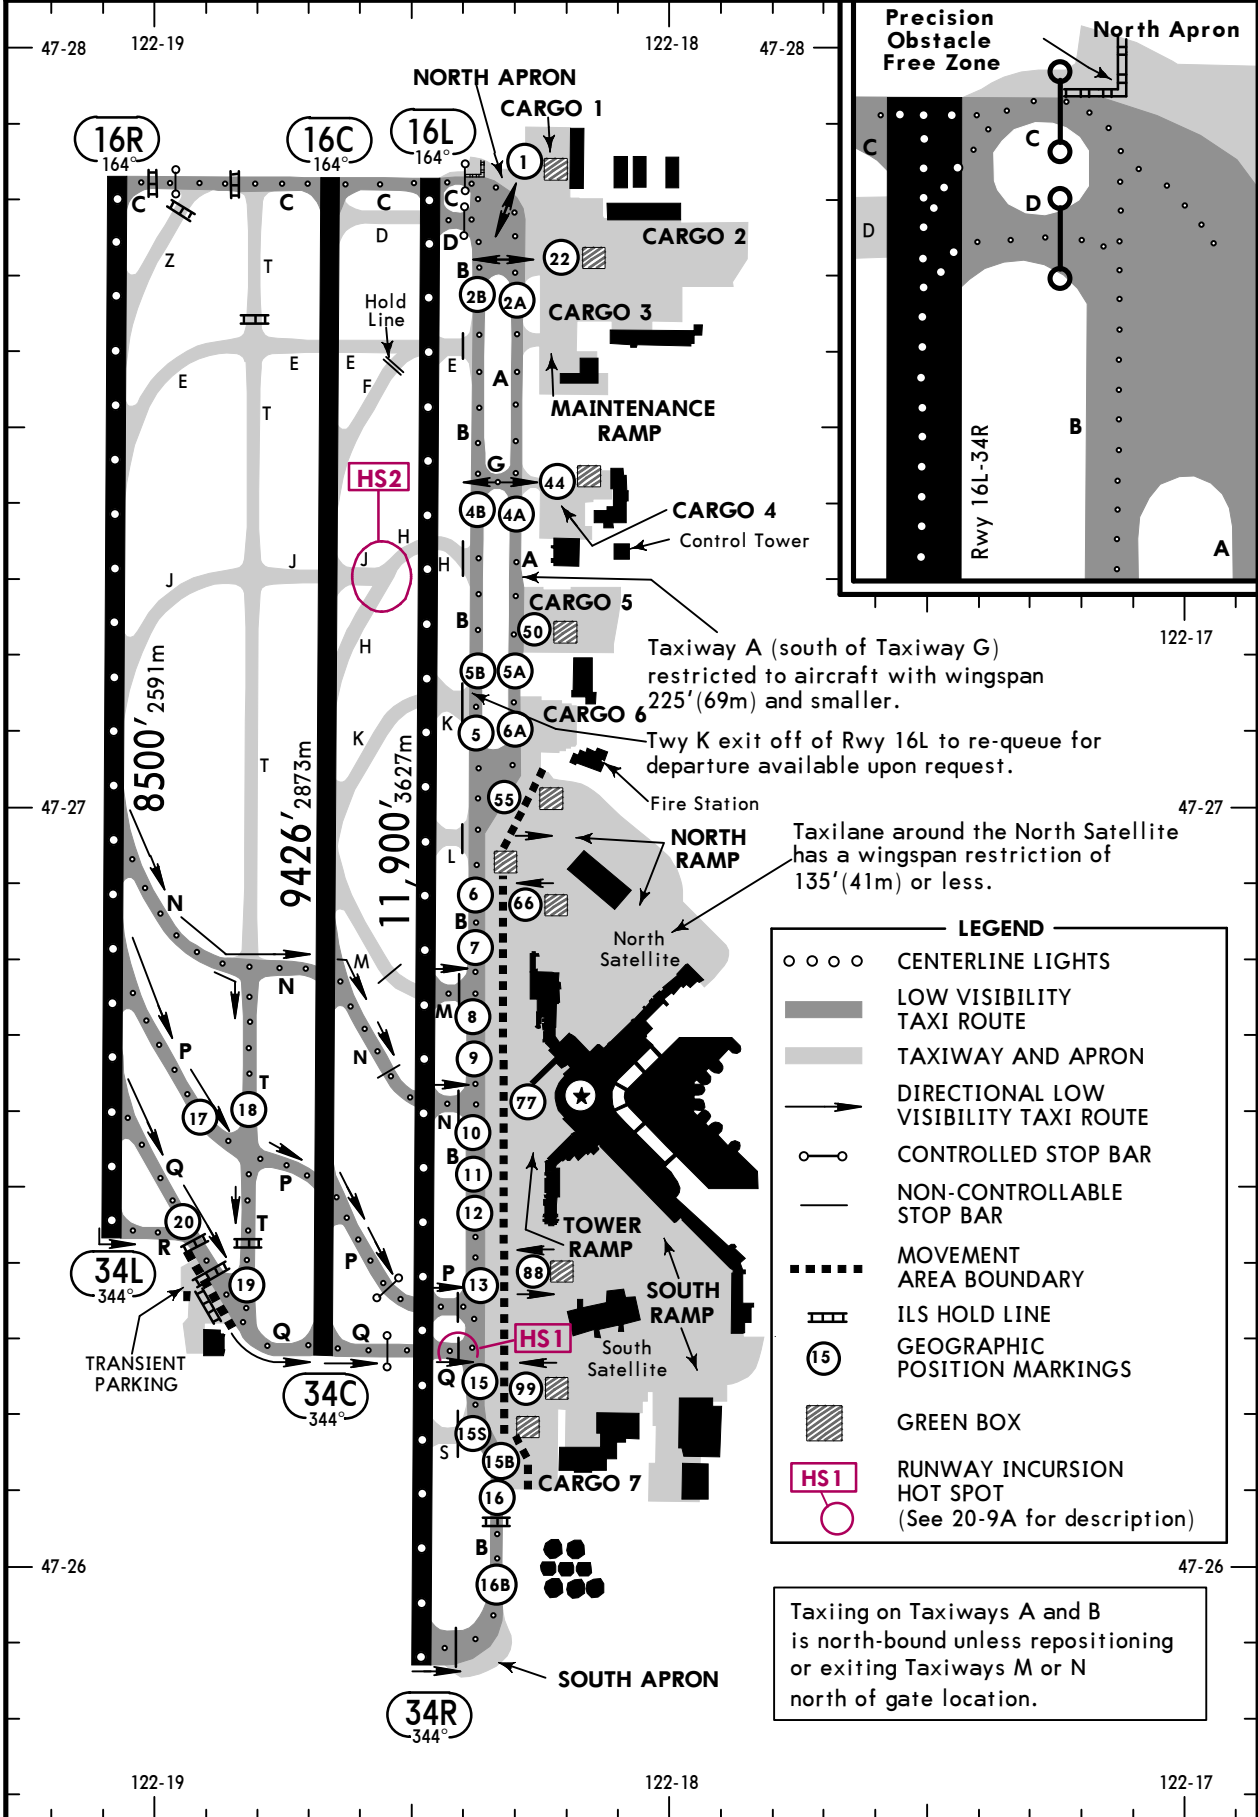 47-28
122-19
122-18
47-28
Precision
Obstacle
Free Zone
North Apron
C
D
C
D
B
A
Rwy 16L-34R
122-17
NORTH APRON
CARGO 1
16R
164°
16C
164°
16L
164°
1
C
C
C
C
D
D
CARGO 2
Z
T
B
22
2B
2A
CARGO 3
Hold
Line
E
E
E
F
E
A
T
MAINTENANCE
RAMP
B
G
HS2
44
4B
4A
CARGO 4
Control Tower
H
J
J
J
H
A
CARGO 5
50
B
H
Taxiway A (south of Taxiway G)
restricted to aircraft with wingspan
225'(69m) and smaller.
5B
5A
CARGO 6
8500' 2591m
9426' 2873m
11,900' 3627m
K
K
5
6A
Twy K exit off of Rwy 16L to re-queue for
departure available upon request.
T
55
Fire Station
47-27
47-27
NORTH
RAMP
Taxilane around the North Satellite
has a wingspan restriction of
135'(41m) or less.
L
6
66
N
B
7
North
Satellite
M
N
M
8
LEGEND
CENTERLINE LIGHTS
LOW VISIBILITY
TAXI ROUTE
TAXIWAY AND APRON
DIRECTIONAL LOW
VISIBILITY TAXI ROUTE
CONTROLLED STOP BAR
NON-CONTROLLABLE
STOP BAR
MOVEMENT
AREA BOUNDARY
ILS HOLD LINE
15
GEOGRAPHIC
POSITION MARKINGS
GREEN BOX
HS1
RUNWAY INCURSION
HOT SPOT
(See 20-9A for description)
P
N
9
T
17
18
77
N
10
B
11
Q
P
12
20
T
R
TOWER
RAMP
P
P
13
88
34L
344°
19
SOUTH
RAMP
Q
Q
HS1
South
Satellite
TRANSIENT
PARKING
34C
344°
Q
15
99
15S
S
15B
CARGO 7
16
47-26
B
16B
47-26
Taxiing on Taxiways A and B
is north-bound unless repositioning
or exiting Taxiways M or N
north of gate location.
SOUTH APRON
34R
344°
122-19
122-18
122-17